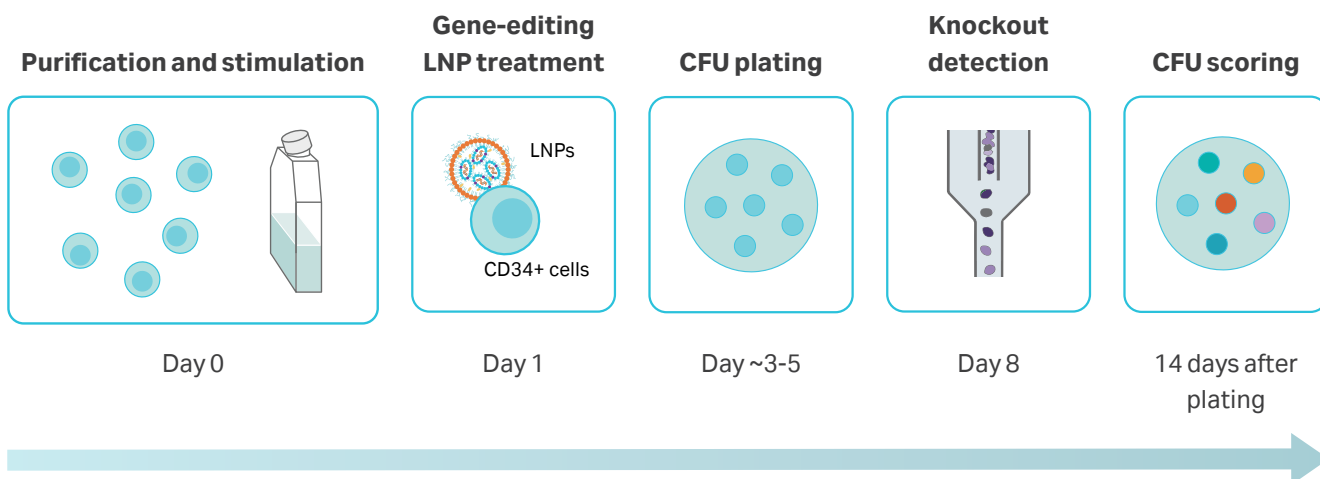 Purification and stimulation
Gene-editing
LNP treatment
CFU plating
Knockout
detection
CFU scoring
LNPs
CD34+ cells
Day 0
Day 1
Day ~3-5
Day 8
14 days after
plating